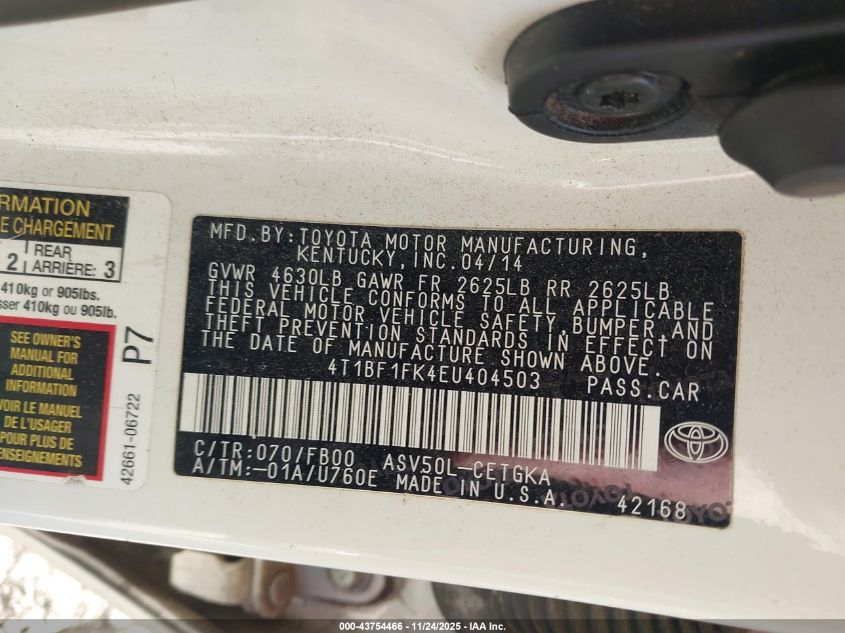 RMATION
E CHARGEMENT
2 REAR ARRIÈRE: 3
410kg or 905lbs.
sser 410kg ou 905lb.
SEE OWNER'S
MANUAL FOR
ADDITIONAL
INFORMATION
VOIR LE MANUEL
DE L'USAGER
POUR PLUS DE
RENSEIGNEMENTS
P7
42661-06722
MFD.BY:TOYOTA MOTOR MANUFACTURING,
KENTUCKY,INC.04/14
GVWR 4630LB GAWR FR 2625LB RR 2625LB
THIS VEHICLE CONFORMS TO ALL APPLICABLE
FEDERAL MOTOR VEHICLE SAFETY,BUMPER,AND
THEFT PREVENTION STANDARDS IN EFFECT ON
THE DATE OF MANUFACTURE SHOWN ABOVE.
4T1BF1FK4EU404503 PASS.CAR
C/TR:070/FB00 ASV50L-CETGKA
A/TM:-01A/U760E MADE IN U.S.A.
42168
000-43754466 - 11/24/2025 - IAA Inc.